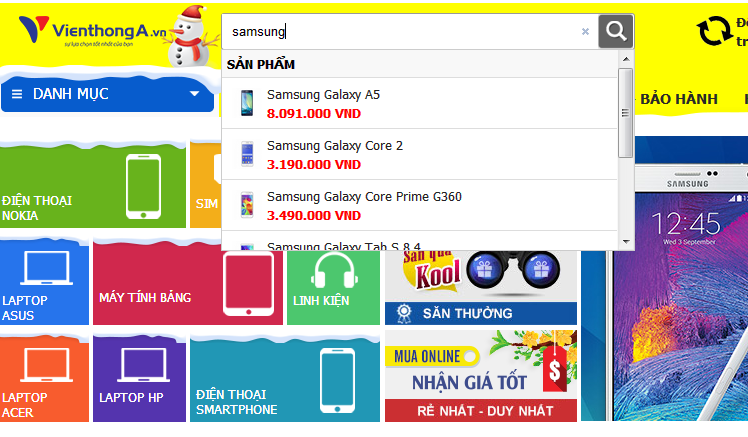 VienthongA.vn
sự lựa chọn tốt nhất của bạn
samsung
SẢN PHẨM
Samsung Galaxy A5
8.091.000 VND
Samsung Galaxy Core 2
3.190.000 VND
Samsung Galaxy Core Prime G360
3.490.000 VND
Samsung Galaxy Tab S 8.4
DANH MỤC
BẢO HÀNH
ĐIỆN THOẠI
NOKIA
SIM
LAPTOP
ASUS
MÁY TÍNH BẢNG
LINH KIỆN
Săn quà
Kool
SĂN THƯỞNG
LAPTOP
ACER
LAPTOP HP
ĐIỆN THOẠI
SMARTPHONE
MUA ONLINE
NHẬN GIÁ TỐT
$
RẺ NHẤT - DUY NHẤT
SAMSUNG
12:45
Wed 3 September